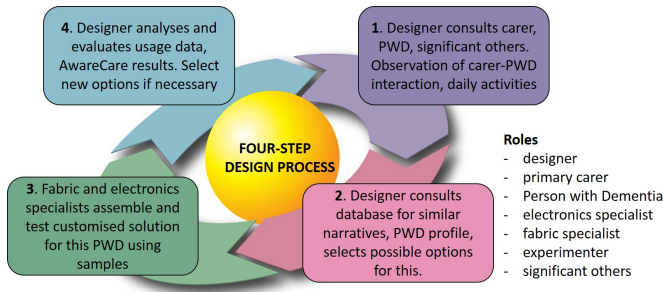 4. Designer analyses and
evaluates usage data,
AwareCare results. Select
new options if necessary
1. Designer consults carer,
PWD, significant others.
Observation of carer-PWD
interaction, daily activities
FOUR-STEP
DESIGN PROCESS
3. Fabric and electronics
specialists assemble and
test customised solution
for this PWD using
samples
2. Designer consults
database for similar
narratives, PWD profile,
selects possible options
for this.
Roles
- designer
- primary carer
- Person with Dementia
- electronics specialist
- fabric specialist
- experimenter
- significant others